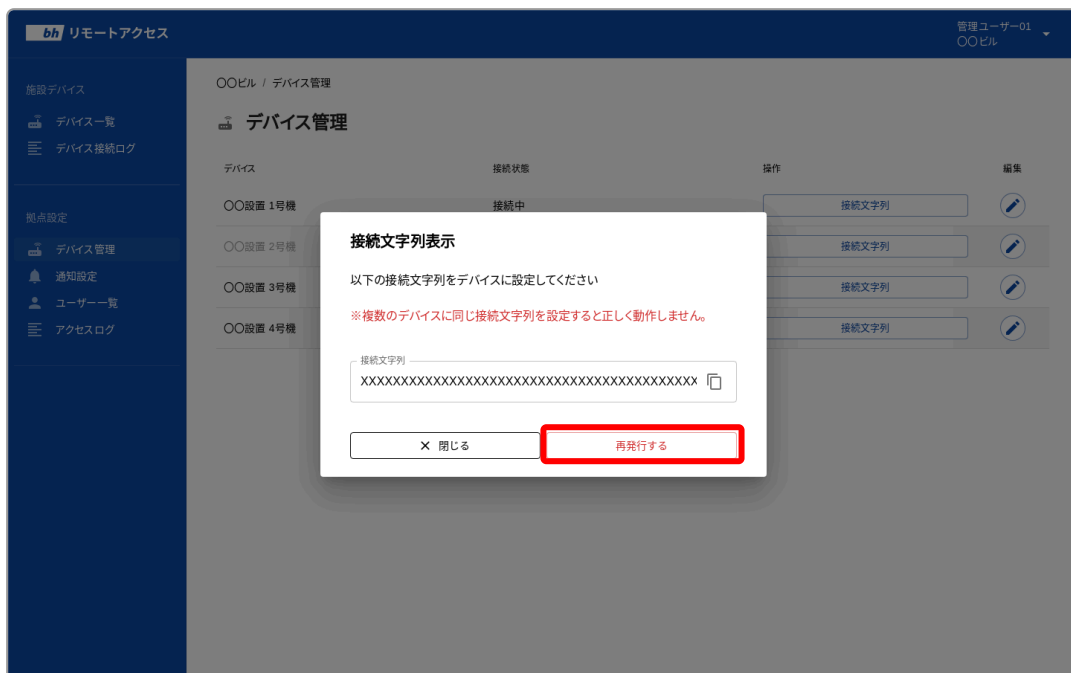 bh リモートアクセス
管理ユーザー01
〇〇ビル
施設デバイス
デバイス一覧
デバイス接続ログ
拠点設定
デバイス管理
通知設定
ユーザー一覧
アクセスログ
〇〇ビル / デバイス管理
デバイス管理
デバイス 接続状態 操作 編集
〇〇設置 1号機 接続中 接続文字列
〇〇設置 2号機 接続文字列
〇〇設置 3号機 接続文字列
〇〇設置 4号機 接続文字列
接続文字列表示
以下の接続文字列をデバイスに設定してください
※複数のデバイスに同じ接続文字列を設定すると正しく動作しません。
接続文字列
XXXXXXXXXXXXXXXXXXXXXXXXXXXXXXXXXXXXXXXXXX
× 閉じる 再発行する